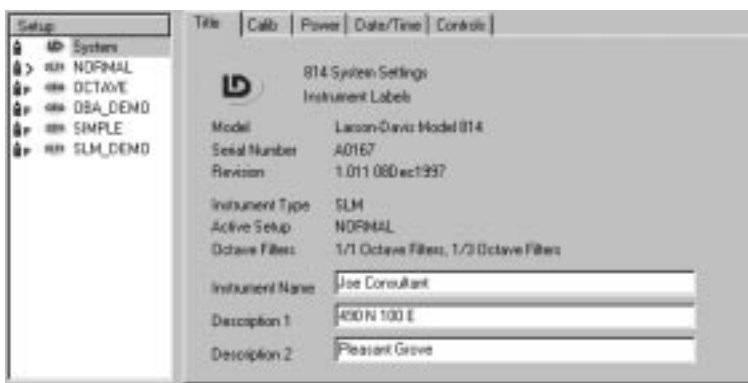 Setup
System
NORMAL
OCTAVE
OBA_DEMO
SIMPLE
SLM_DEMO
Title Calib Power Date/Time Controls
LD
814 System Settings
Instrument Labels
Model Larson-Davis Model 814
Serial Number A0167
Revision 1.011 08Dec1997
Instrument Type SLM
Active Setup NORMAL
Octave Filters 1/1 Octave Filters, 1/3 Octave Filters
Instrument Name Joe Consultant
Description 1 490 N 100 E
Description 2 Pleasant Grove